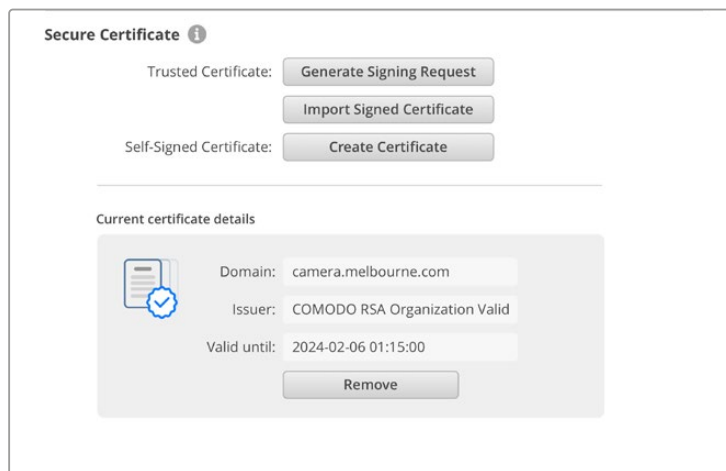 Secure Certificate
Trusted Certificate: Generate Signing Request
Import Signed Certificate
Self-Signed Certificate: Create Certificate
Current certificate details
Domain: camera.melbourne.com
Issuer: COMODO RSA Organization Valid
Valid until: 2024-02-06 01:15:00
Remove